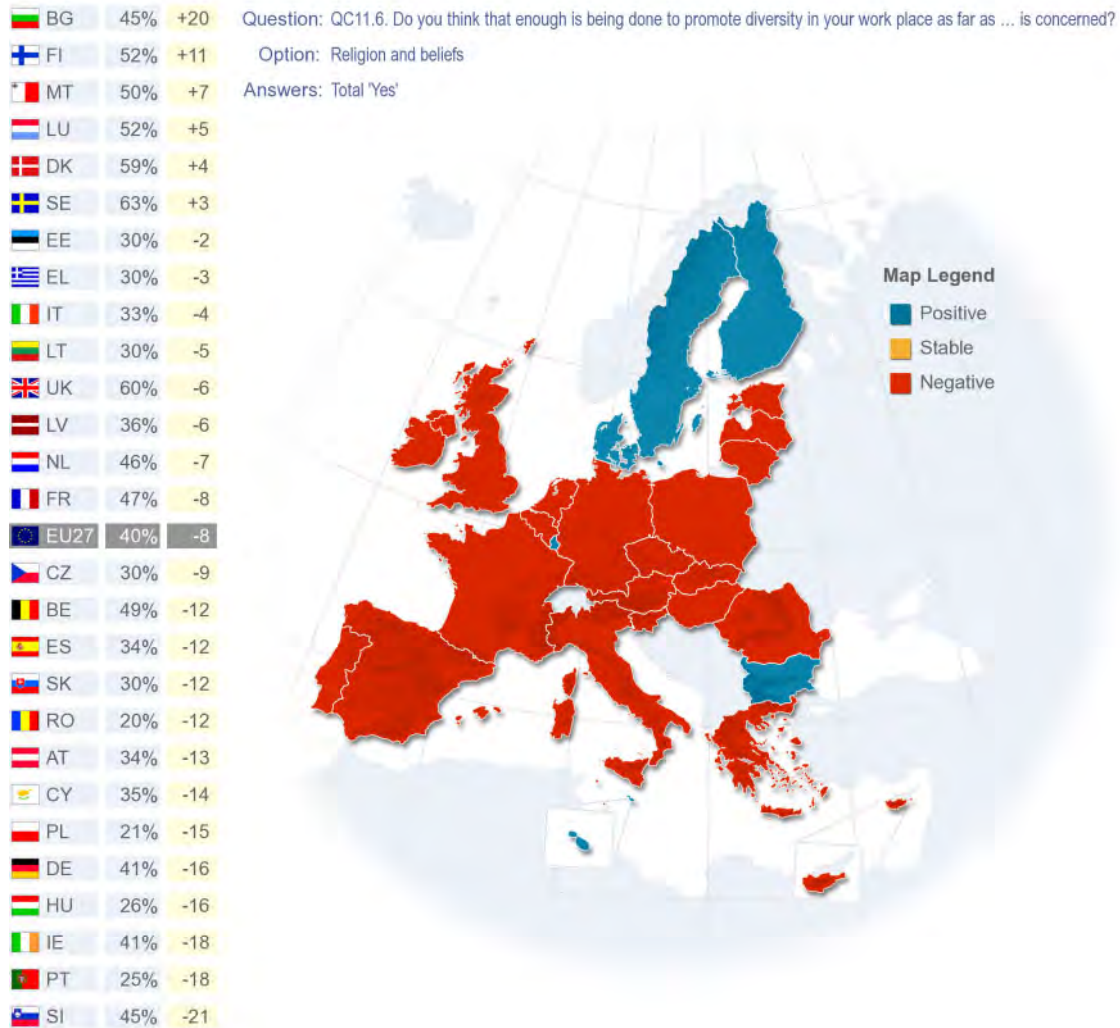 Question: QC11.6. Do you think that enough is being done to promote diversity in your work place as far as ... is concerned?
Option: Religion and beliefs
Answers: Total 'Yes'
BG 45% +20
FI 52% +11
MT 50% +7
LU 52% +5
DK 59% +4
SE 63% +3
EE 30% -2
EL 30% -3
IT 33% -4
LT 30% -5
UK 60% -6
LV 36% -6
NL 46% -7
FR 47% -8
EU27 40% -8
CZ 30% -9
BE 49% -12
ES 34% -12
SK 30% -12
RO 20% -12
AT 34% -13
CY 35% -14
PL 21% -15
DE 41% -16
HU 26% -16
IE 41% -18
PT 25% -18
SI 45% -21
Map Legend
Positive
Stable
Negative